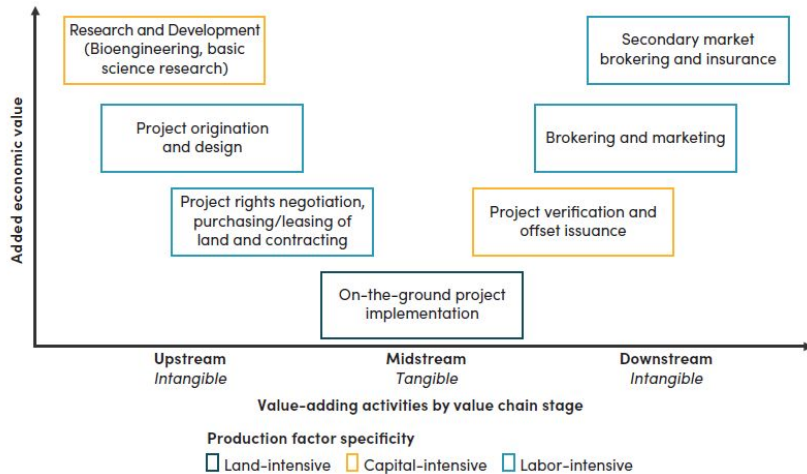 Added economic value
Research and Development
(Bioengineering, basic
science research)
Secondary market
brokering and insurance
Project origination
and design
Brokering and marketing
Project rights negotiation,
purchasing/leasing of
land and contracting
Project verification and
offset issuance
On-the-ground project
implementation
Upstream
Intangible
Midstream
Tangible
Downstream
Intangible
Value-adding activities by value chain stage
Production factor specificity
Land-intensive
Capital-intensive
Labor-intensive